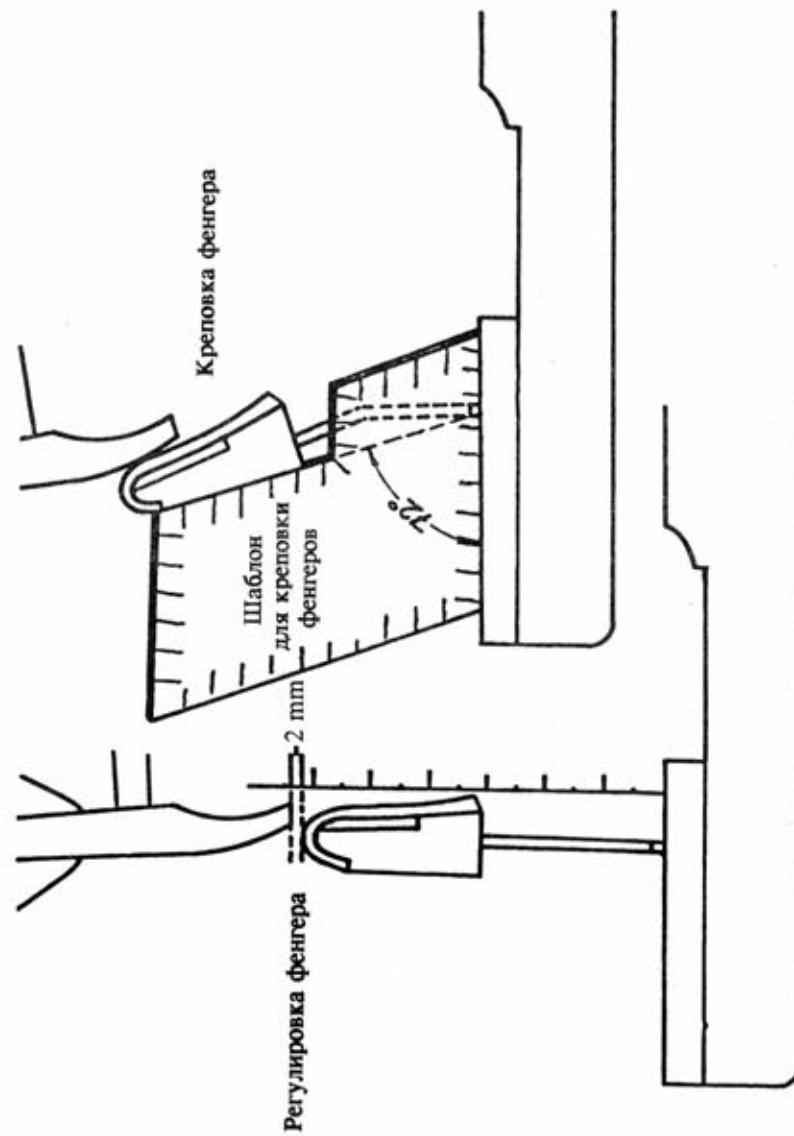 Креповка фенгера
Шаблон
для креповки
фенгеров
72°
2 mm
Регулировка фенгера